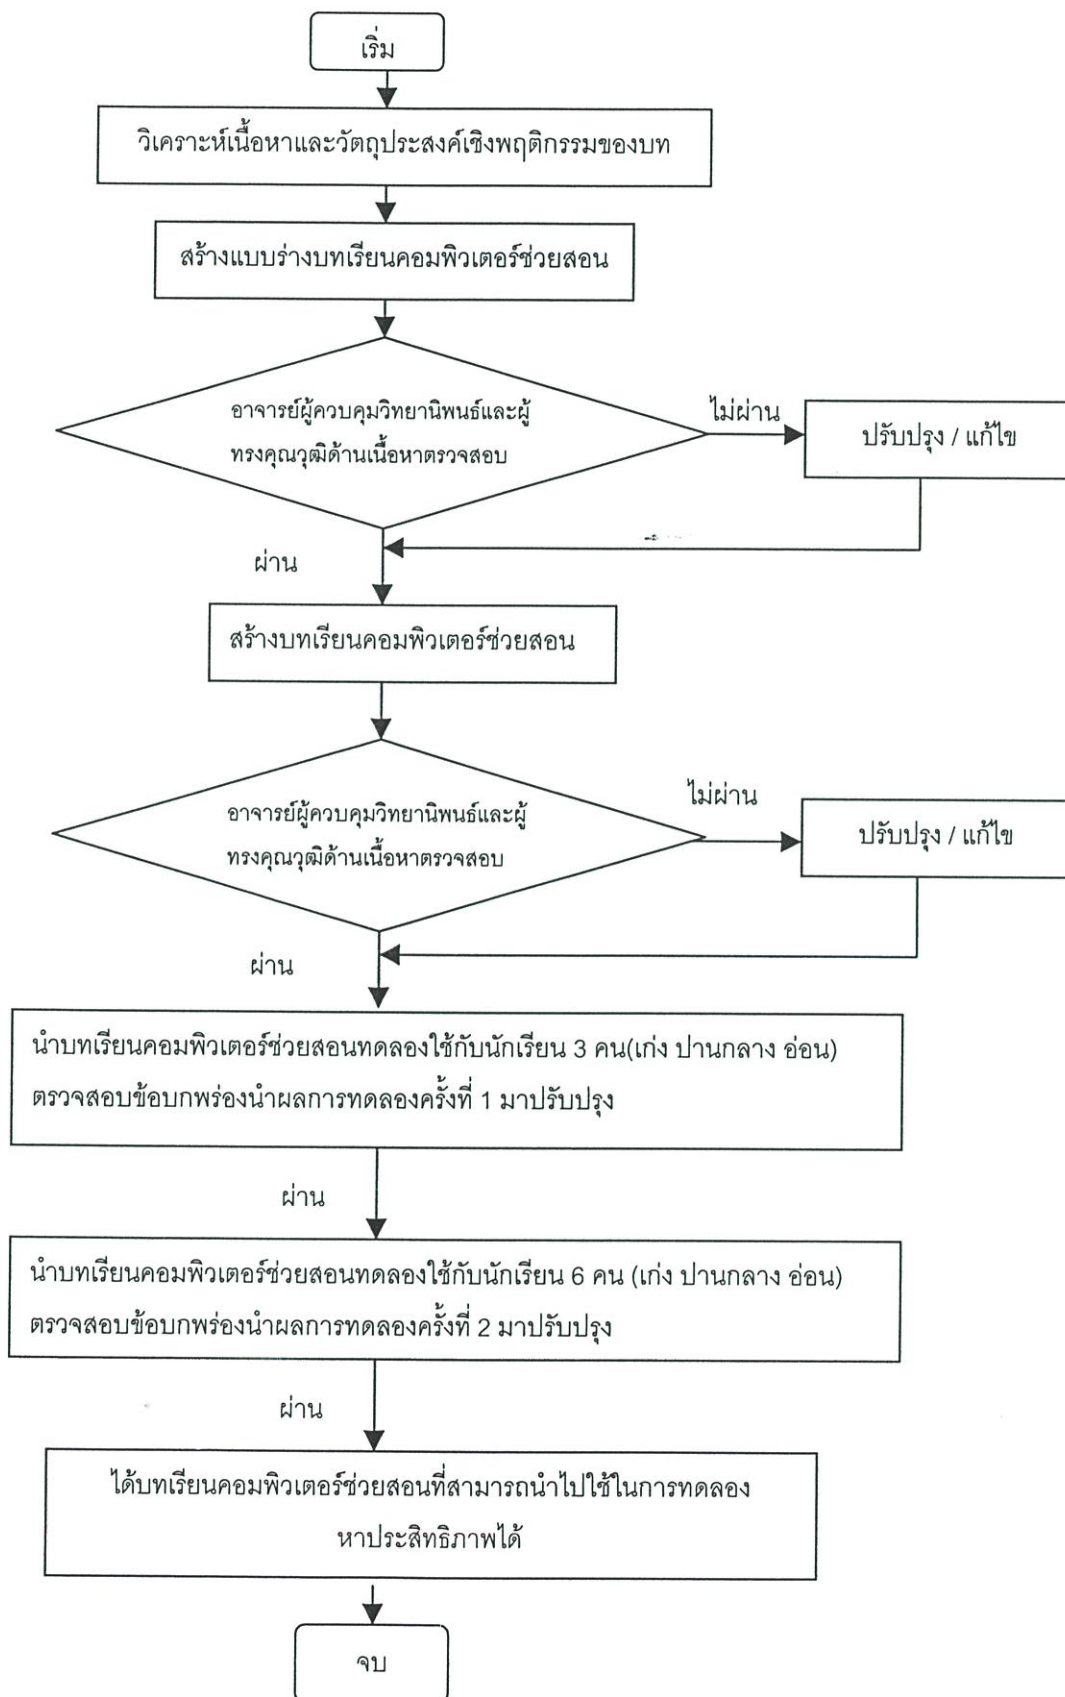 เริ่ม
วิเคราะห์เนื้อหาและวัตถุประสงค์เชิงพฤติกรรมของบท
สร้างแบบร่างบทเรียนคอมพิวเตอร์ช่วยสอน
อาจารย์ผู้ควบคุมวิทยานิพนธ์และผู้
ทรงคุณวุฒิด้านเนื้อหาตรวจสอบ
ไม่ผ่าน
ปรับปรุง / แก้ไข
ผ่าน
สร้างบทเรียนคอมพิวเตอร์ช่วยสอน
อาจารย์ผู้ควบคุมวิทยานิพนธ์และผู้
ทรงคุณวุฒิด้านเนื้อหาตรวจสอบ
ไม่ผ่าน
ปรับปรุง / แก้ไข
ผ่าน
นำบทเรียนคอมพิวเตอร์ช่วยสอนทดลองใช้กับนักเรียน 3 คน(เก่ง ปานกลาง อ่อน)
ตรวจสอบข้อบกพร่องนำผลการทดลองครั้งที่ 1 มาปรับปรุง
ผ่าน
นำบทเรียนคอมพิวเตอร์ช่วยสอนทดลองใช้กับนักเรียน 6 คน (เก่ง ปานกลาง อ่อน)
ตรวจสอบข้อบกพร่องนำผลการทดลองครั้งที่ 2 มาปรับปรุง
ผ่าน
ได้บทเรียนคอมพิวเตอร์ช่วยสอนที่สามารถนำไปใช้ในการทดลอง
หาประสิทธิภาพได้
จบ